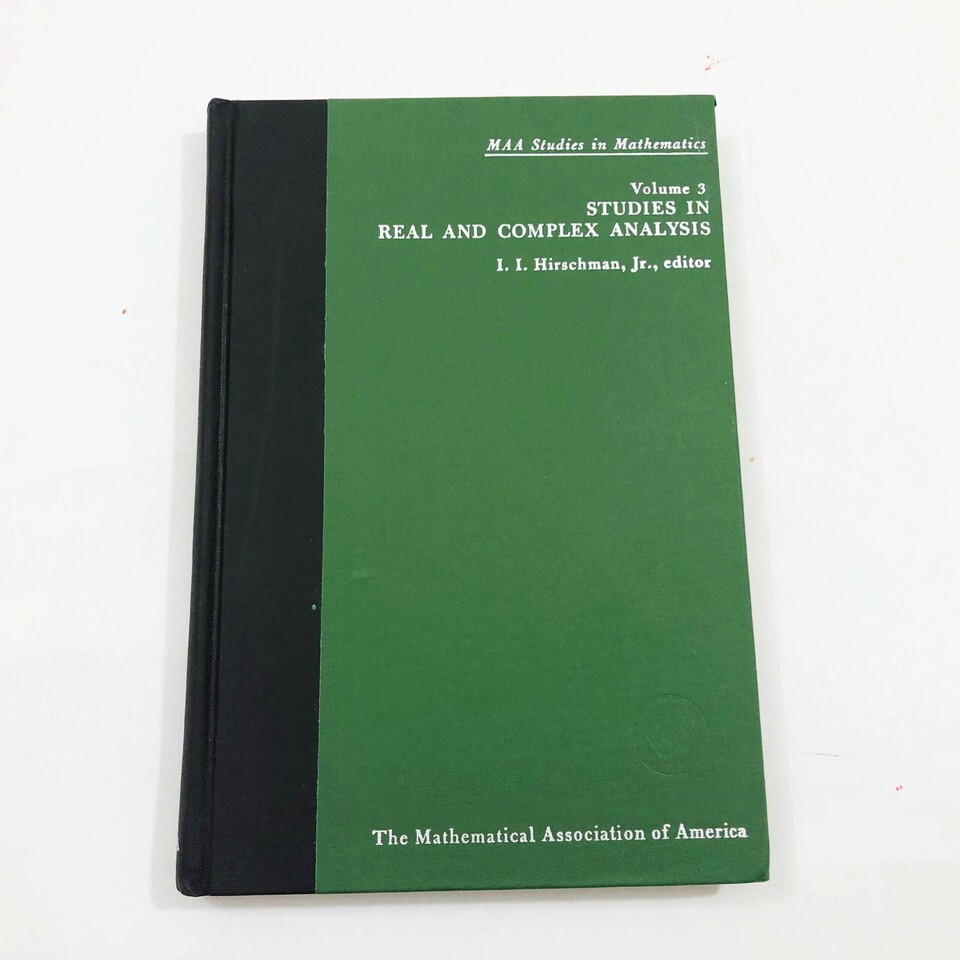 MAA Studies in Mathematics
Volume 3
STUDIES IN
REAL AND COMPLEX ANALYSIS
I. I. Hirschman, Jr., editor
The Mathematical Association of America